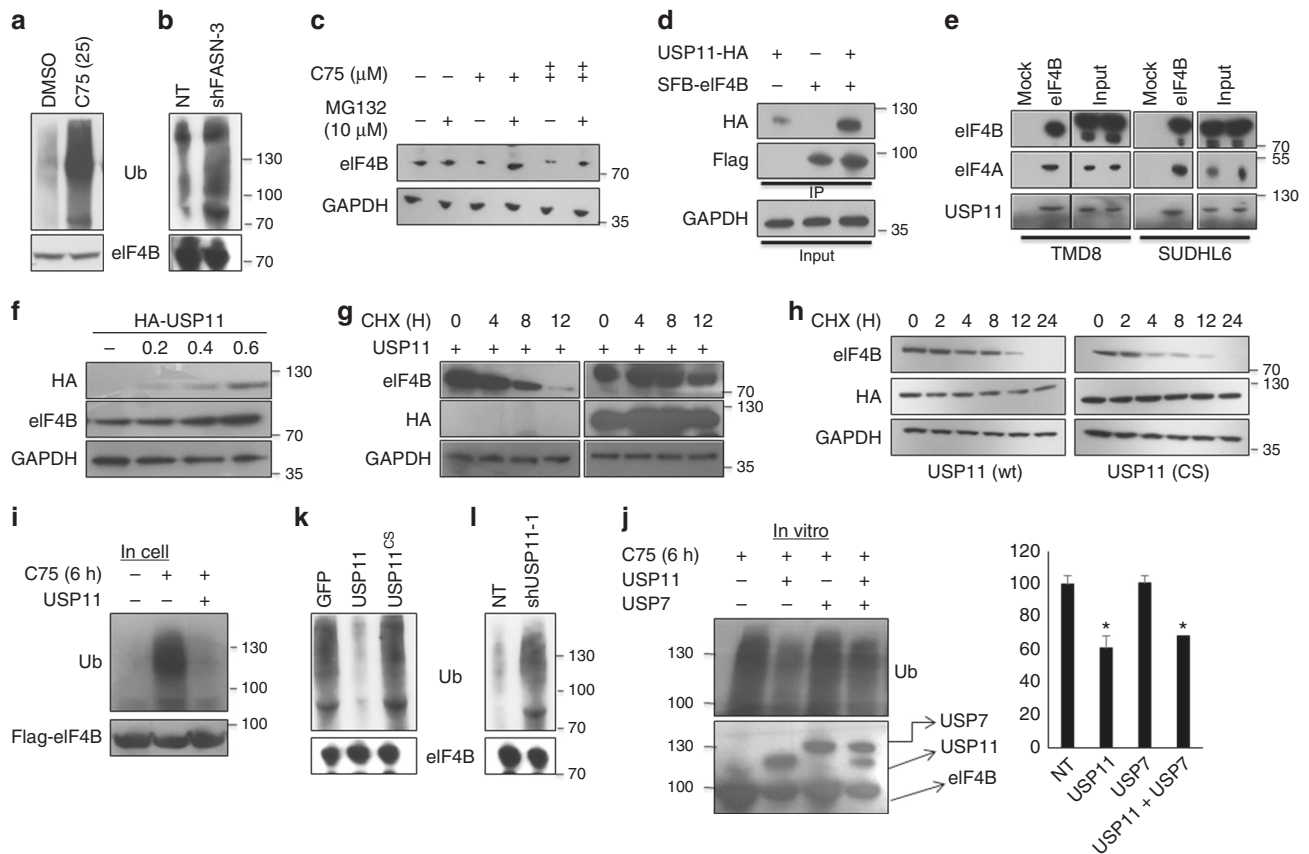 a
DMSO
C75 (25)
Ub
eIF4B
b
NT
shFASN-3
130
100
70
70
c
C75 (μM) – – + + ++ ++
MG132
(10 μM) – + – + – +
eIF4B
70
GAPDH
35
d
USP11-HA + – +
SFB-eIF4B – + +
HA
130
Flag
100
IP
GAPDH
35
Input
e
Mock eIF4B Input Mock eIF4B Input
eIF4B
70
eIF4A
55
USP11
130
TMD8 SUDHL6
f
HA-USP11
– 0.2 0.4 0.6
HA
130
eIF4B
70
GAPDH
35
g
CHX (H) 0 4 8 12 0 4 8 12
USP11 + + + + + + + +
eIF4B
70
HA
130
GAPDH
35
h
CHX (H) 0 2 4 8 12 24 0 2 4 8 12 24
eIF4B
70
HA
130
GAPDH
35
USP11 (wt) USP11 (CS)
i
In cell
C75 (6 h) – + +
USP11 – – +
Ub
130
100
Flag-eIF4B
100
k
GFP
USP11
USP11CS
Ub
eIF4B
l
NT
shUSP11-1
130
100
70
70
j
In vitro
C75 (6 h) + + + +
USP11 – + – +
USP7 – – + +
130
Ub
100
USP7
130
USP11
100
eIF4B
120
100
80
60
40
20
0
* *
NT
USP11
USP7
USP11 + USP7